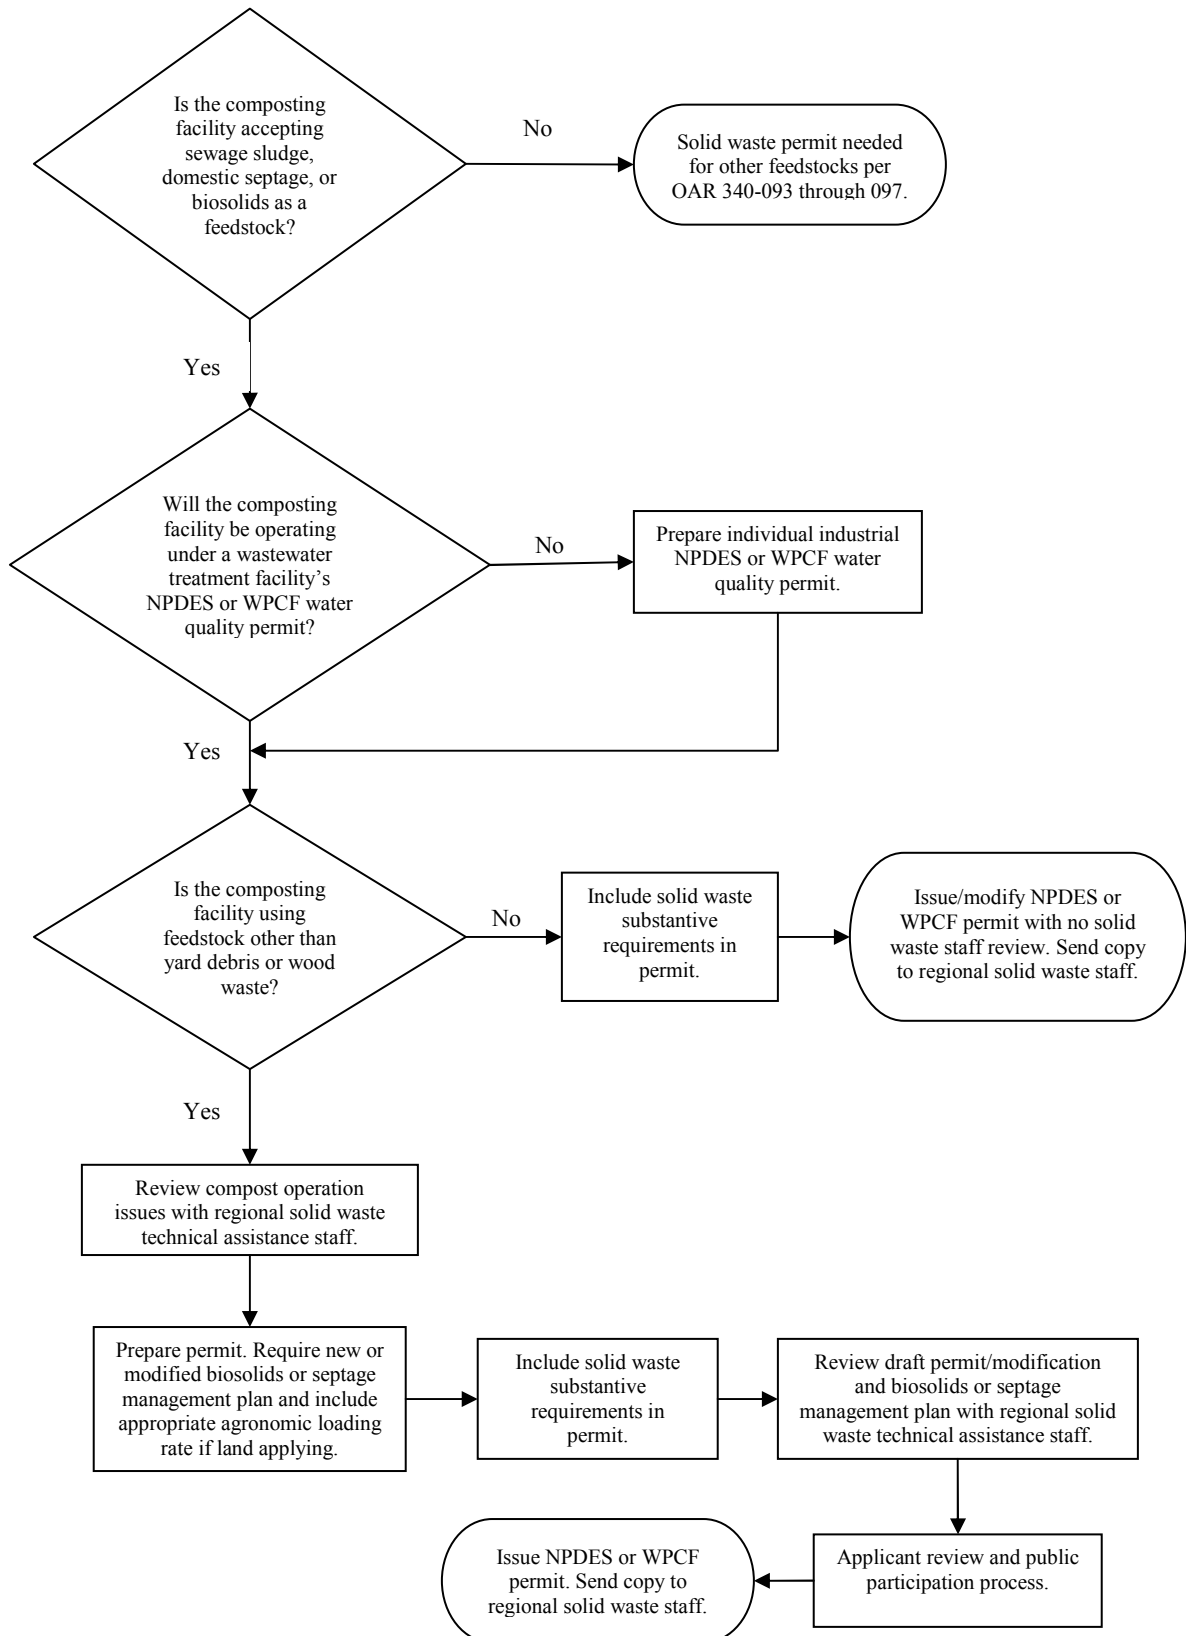 Is the composting
facility accepting
sewage sludge,
domestic septage, or
biosolids as a
feedstock?
No
Solid waste permit needed
for other feedstocks per
OAR 340-093 through 097.
Yes
Will the composting
facility be operating
under a wastewater
treatment facility’s
NPDES or WPCF water
quality permit?
No
Prepare individual industrial
NPDES or WPCF water
quality permit.
Yes
Is the composting
facility using
feedstock other than
yard debris or wood
waste?
No
Include solid waste
substantive
requirements in
permit.
Issue/modify NPDES or
WPCF permit with no solid
waste staff review. Send copy
to regional solid waste staff.
Yes
Review compost operation
issues with regional solid waste
technical assistance staff.
Prepare permit. Require new or
modified biosolids or septage
management plan and include
appropriate agronomic loading
rate if land applying.
Include solid waste
substantive
requirements in
permit.
Review draft permit/modification
and biosolids or septage
management plan with regional solid
waste technical assistance staff.
Applicant review and public
participation process.
Issue NPDES or WPCF
permit. Send copy to
regional solid waste staff.